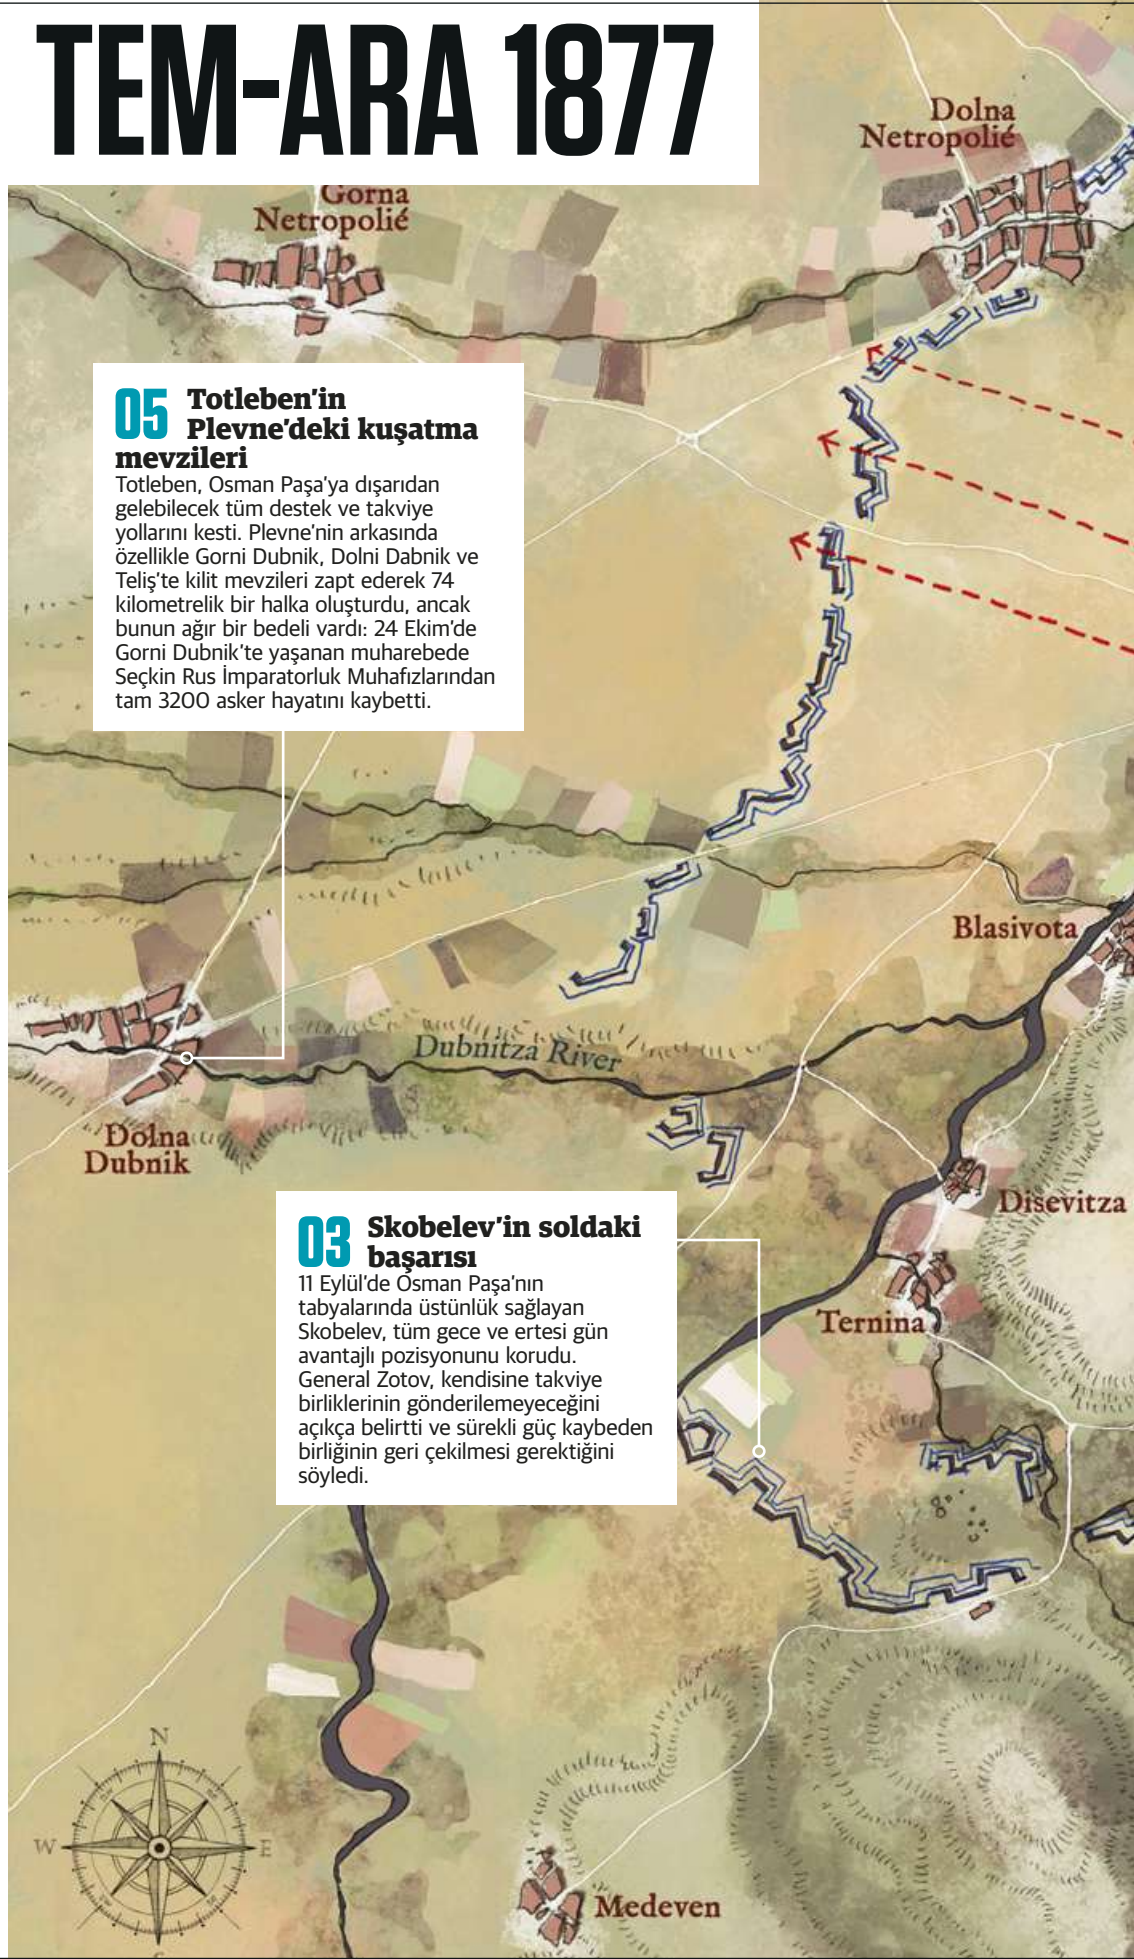 TEM-ARA 1877
Dolna
Netropolié
Gorna
Netropolié
05 Totleben'in
Plevne'deki kuşatma
mevzileri
Totleben, Osman Paşa'ya dışarıdan
gelebilecek tüm destek ve takviye
yollarını kesti. Plevne'nin arkasında
özellikle Gorni Dubnik, Dolni Dabnik ve
Teliş'te kilit mevzileri zapt ederek 74
kilometrelik bir halka oluşturdu, ancak
bunun ağır bir bedeli vardı: 24 Ekim'de
Gorni Dubnik'te yaşanan muharebede
Seçkin Rus İmparatorluk Muhafızlarından
tam 3200 asker hayatını kaybetti.
Blasivota
Dubnitza River
Dolna
Dubnik
Disevitza
03 Skobelev'in soldaki
başarısı
11 Eylül'de Osman Paşa'nın
tabyalarında üstünlük sağlayan
Skobelev, tüm gece ve ertesi gün
avantajlı pozisyonunu korudu.
General Zotov, kendisine takviye
birliklerinin gönderilemeyeceğini
açıkça belirtti ve sürekli güç kaybeden
birliğinin geri çekilmesi gerektiğini
söyledi.
Ternina
N
W
E
Medeven